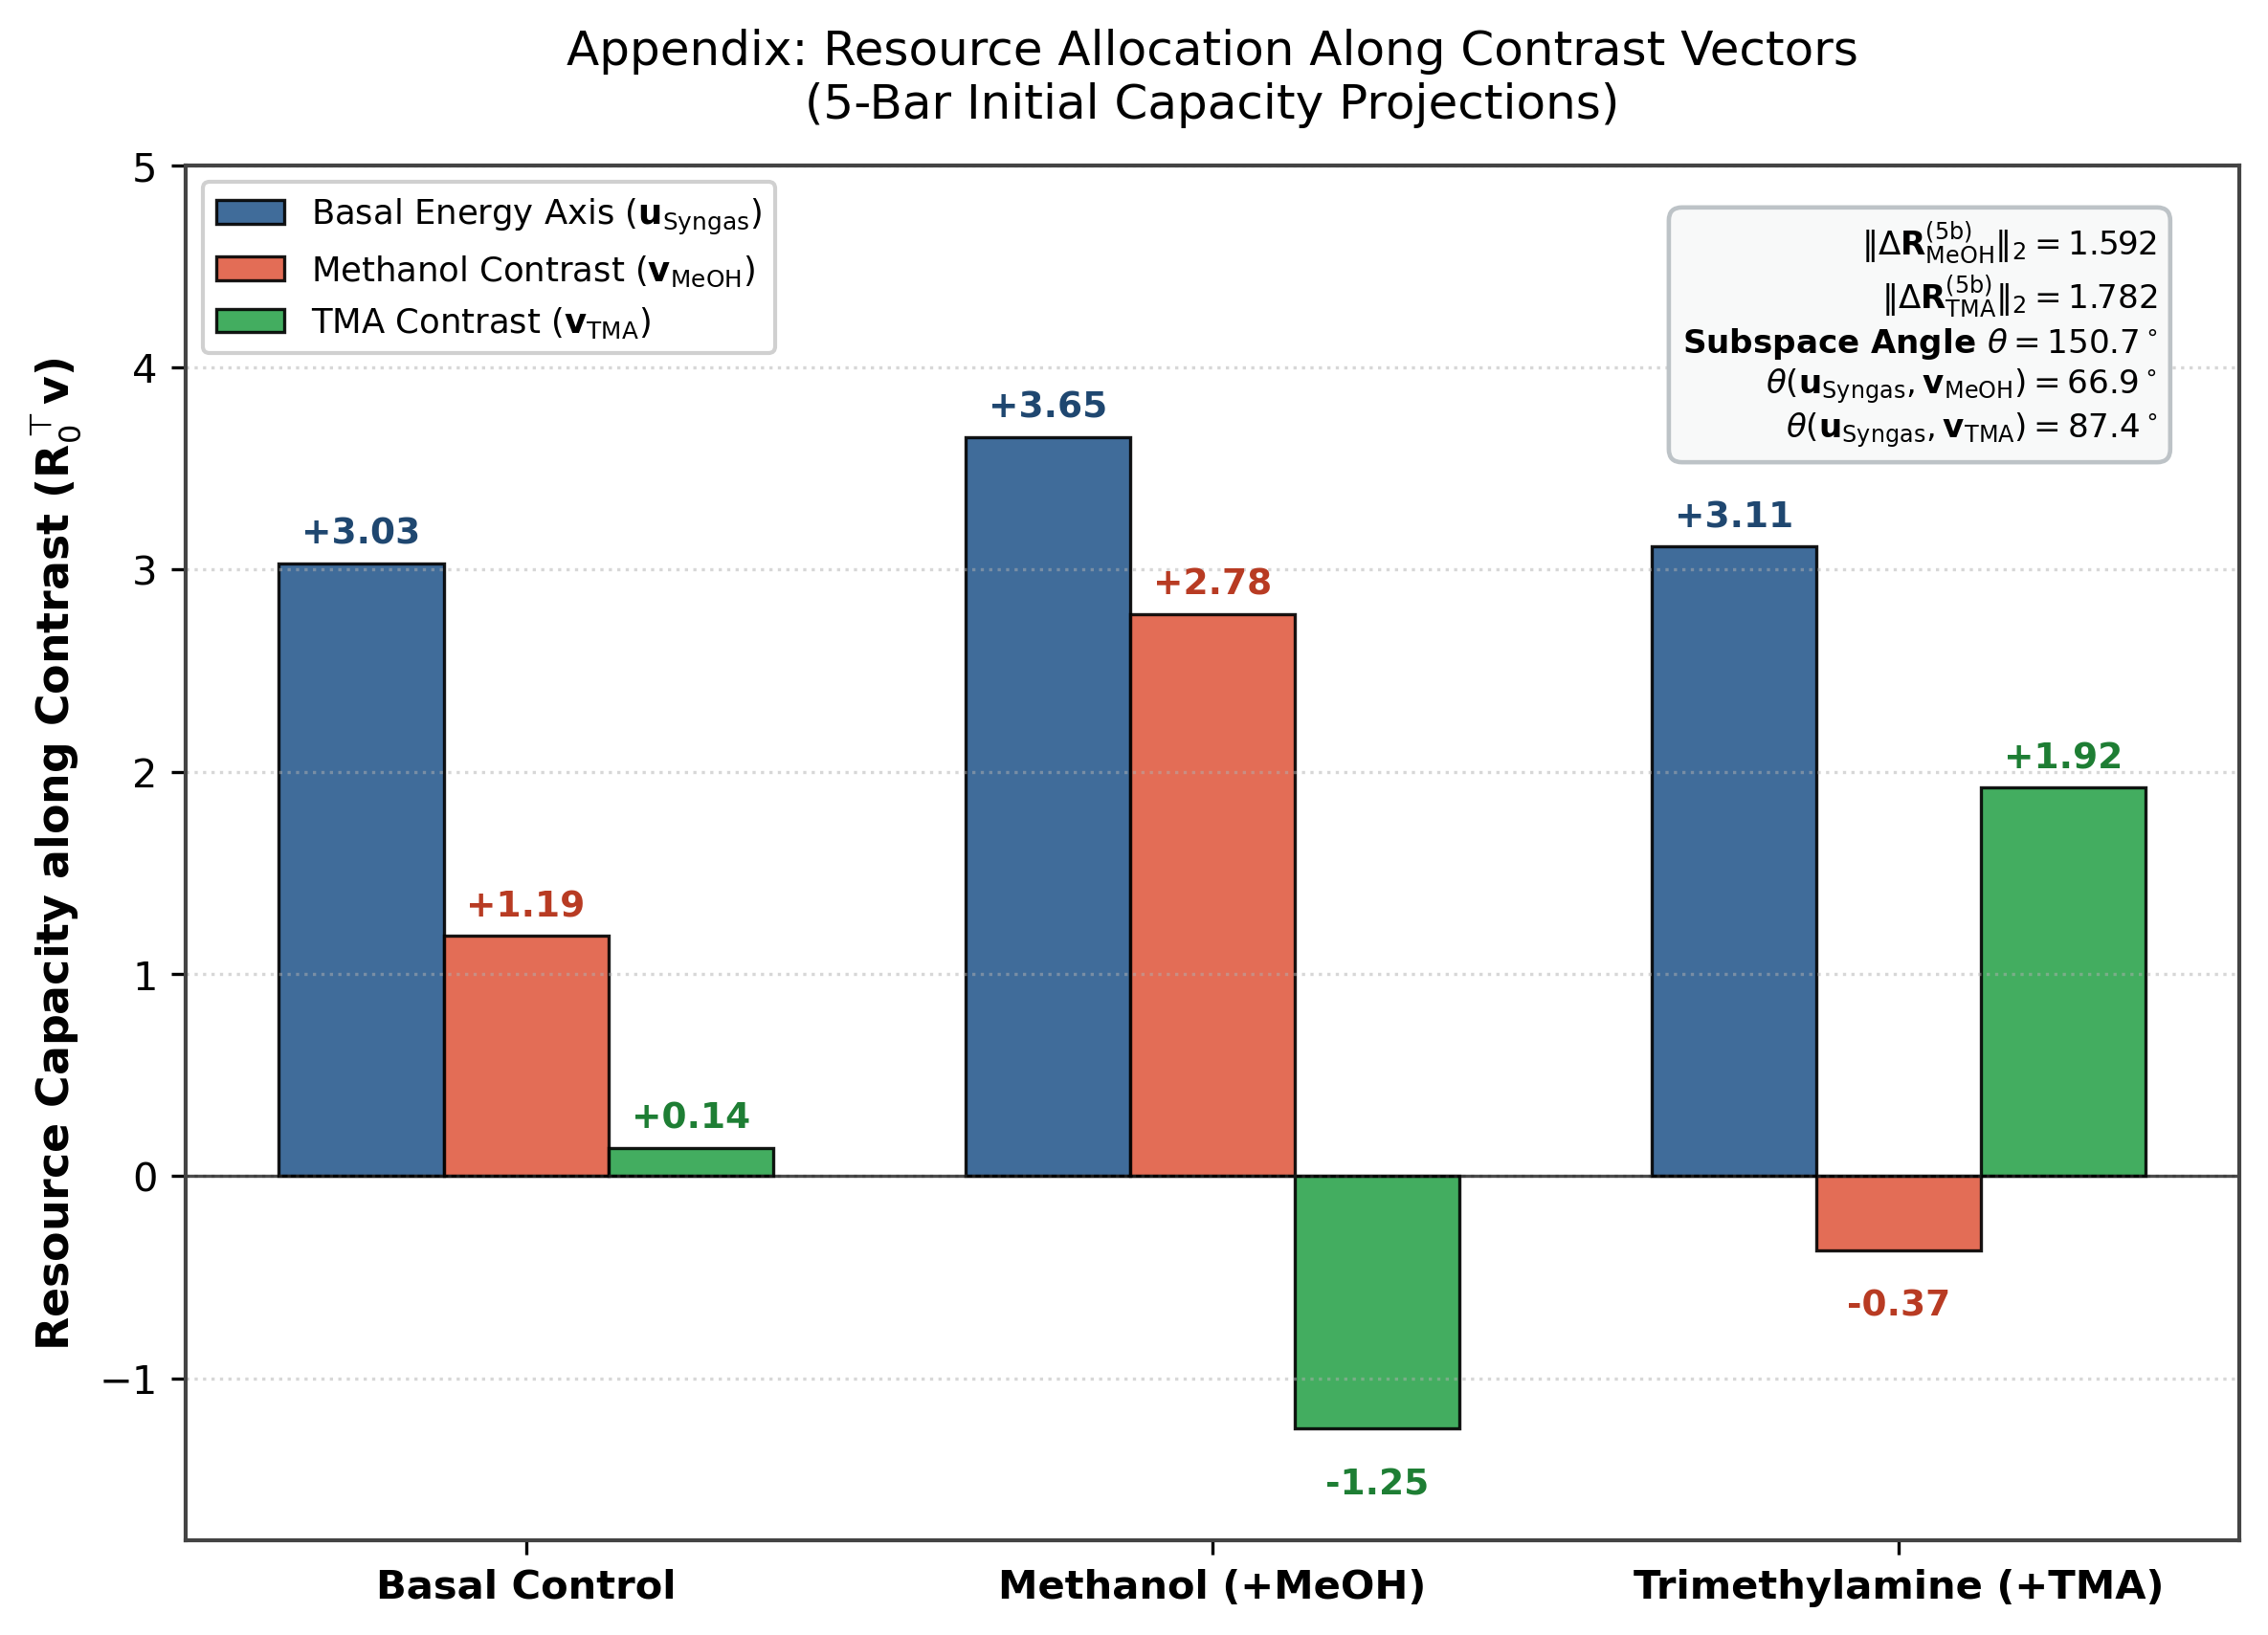 Appendix: Resource Allocation Along Contrast Vectors
(5-Bar Initial Capacity Projections)
Resource Capacity along Contrast (R₀⊤ v)
5
4
3
2
1
0
−1
Basal Energy Axis (u_Syngas)
Methanol Contrast (v_MeOH)
TMA Contrast (v_TMA)
‖ΔR_MeOH^(5b)‖₂ = 1.592
‖ΔR_TMA^(5b)‖₂ = 1.782
Subspace Angle θ = 150.7°
θ(u_Syngas, v_MeOH) = 66.9°
θ(u_Syngas, v_TMA) = 87.4°
+3.03
+1.19
+0.14
+3.65
+2.78
-1.25
+3.11
-0.37
+1.92
Basal Control
Methanol (+MeOH)
Trimethylamine (+TMA)